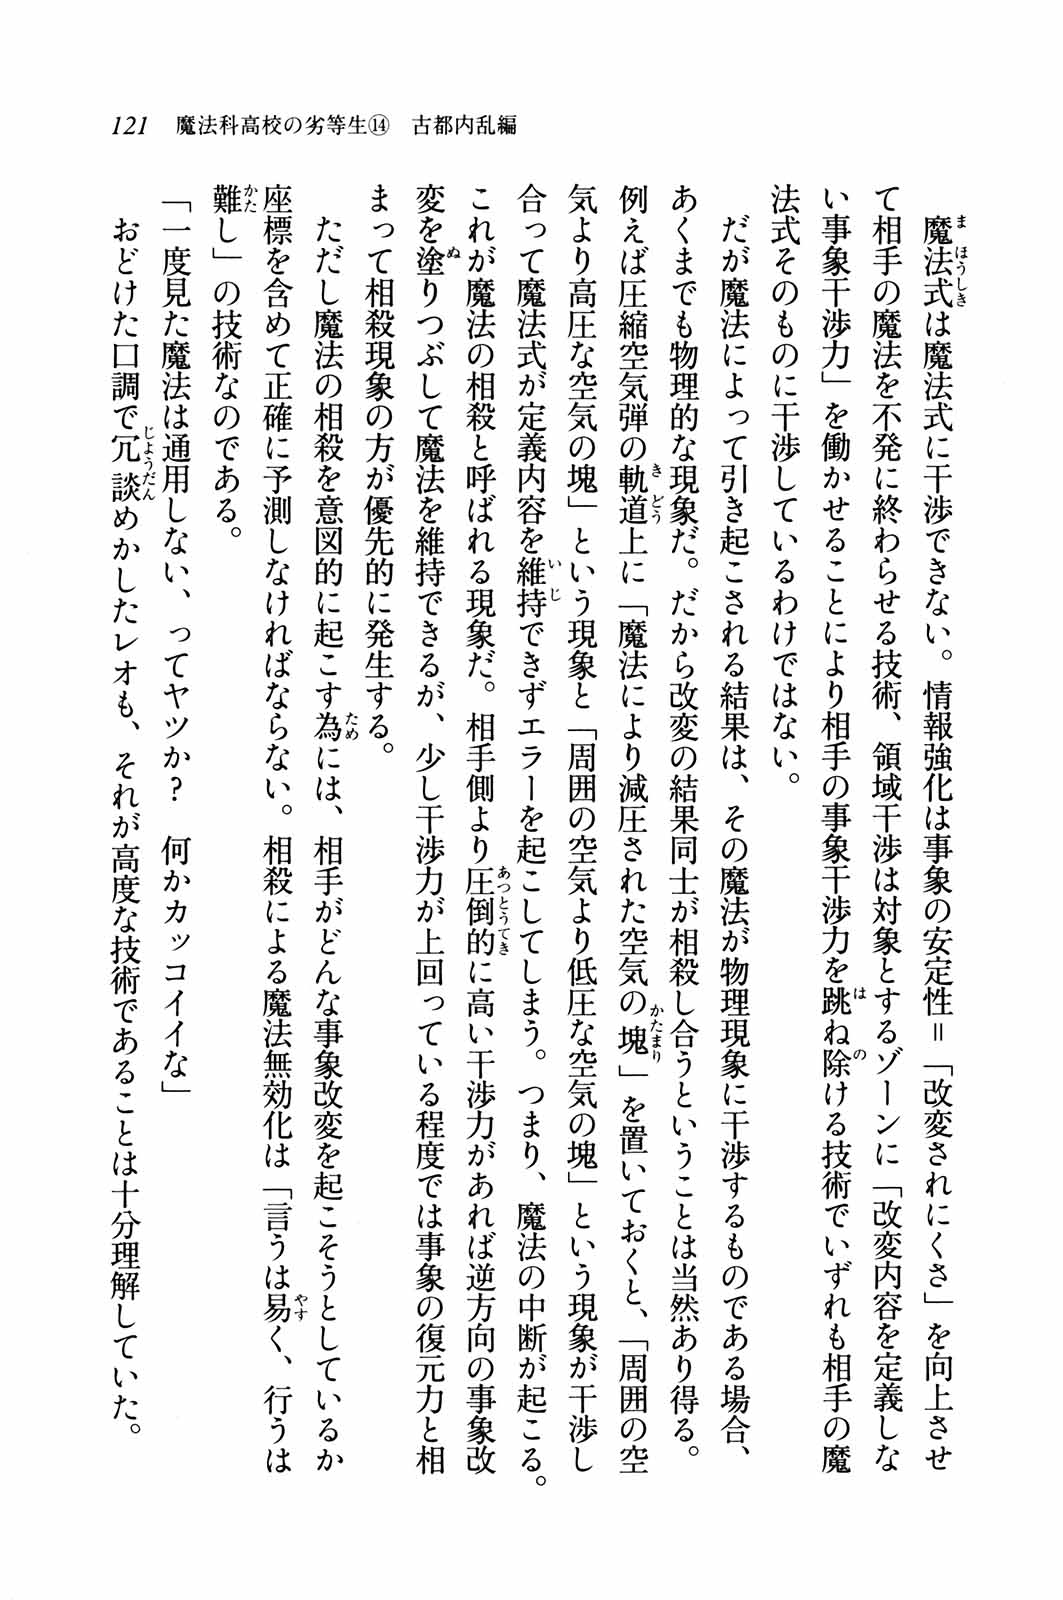 121　魔法科高校の劣等生⑭　古都内乱編
　魔法式は魔法式に干渉できない。情報強化は事象の安定性＝「改変されにくさ」を向上させ
て相手の魔法を不発に終わらせる技術、領域干渉は対象とするゾーンに「改変内容を定義しな
い事象干渉力」を働かせることにより相手の事象干渉力を跳ね除ける技術でいずれも相手の魔
法式そのものに干渉しているわけではない。
　だが魔法によって引き起こされる結果は、その魔法が物理現象に干渉するものである場合、
あくまでも物理的な現象だ。だから改変の結果同士が相殺し合うということは当然あり得る。
例えば圧縮空気弾の軌道上に「魔法により減圧された空気の塊」を置いておくと、「周囲の空
気より高圧な空気の塊」という現象と「周囲の空気より低圧な空気の塊」という現象が干渉し
合って魔法式が定義内容を維持できずエラーを起こしてしまう。つまり、魔法の中断が起こる。
これが魔法の相殺と呼ばれる現象だ。相手側より圧倒的に高い干渉力があれば逆方向の事象改
変を塗りつぶして魔法を維持できるが、少し干渉力が上回っている程度では事象の復元力と相
まって相殺現象の方が優先的に発生する。
　ただし魔法の相殺を意図的に起こす為には、相手がどんな事象改変を起こそうとしているか
座標を含めて正確に予測しなければならない。相殺による魔法無効化は「言うは易く、行うは
難し」の技術なのである。
「一度見た魔法は通用しない、ってヤツか？　何かカッコイイな」
　おどけた口調で冗談めかしたレオも、それが高度な技術であることは十分理解していた。